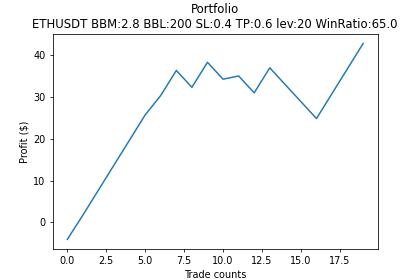 Portfolio
ETHUSDT BBM:2.8 BBL:200 SL:0.4 TP:0.6 lev:20 WinRatio:65.0
40
30
20
10
0
Profit ($)
0.0 2.5 5.0 7.5 10.0 12.5 15.0 17.5
Trade counts